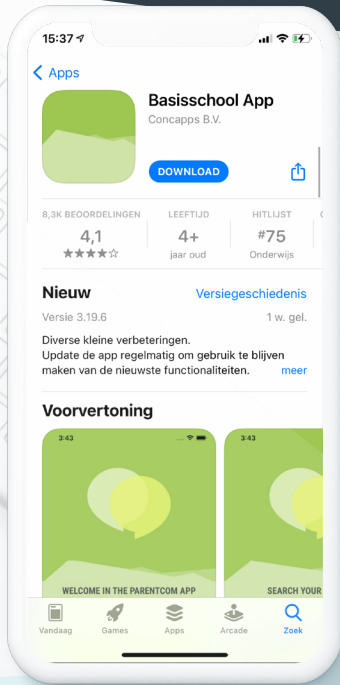 15:37
Apps
Basisschool App
Concapps B.V.
DOWNLOAD
8,3K BEOORDELINGEN
LEEFTIJD
HITLIJST
4,1
4+
#75
jaar oud
Onderwijs
Nieuw
Versiegeschiedenis
Versie 3.19.6
1 w. gel.
Diverse kleine verbeteringen.
Update de app regelmatig om gebruik te blijven
maken van de nieuwste functionaliteiten.
meer
Voorvertoning
3:43
3:43
WELCOME IN THE PARENTCOM APP
SEARCH YOUR
Vandaag
Games
Apps
Arcade
Zoek